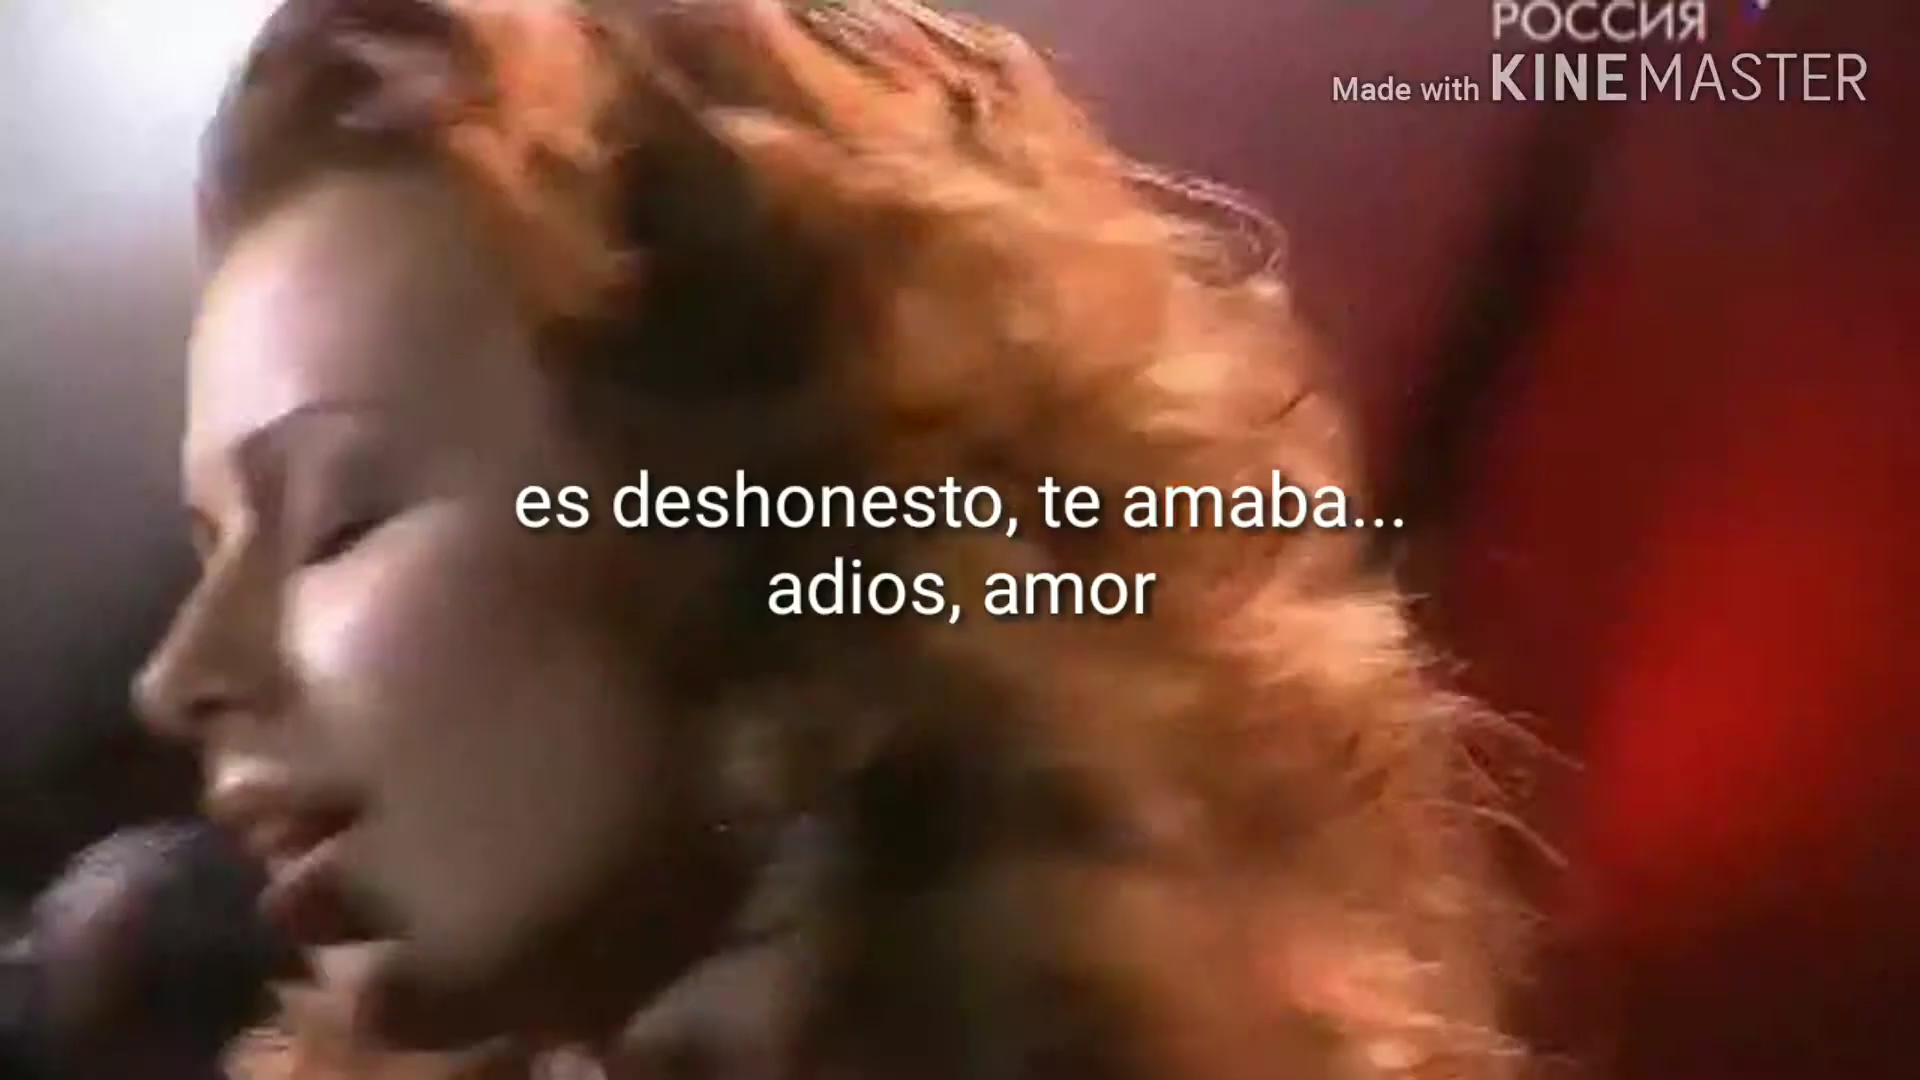 РОССИЯ
Made with KINEMASTER
es deshonesto, te amaba...
adios, amor